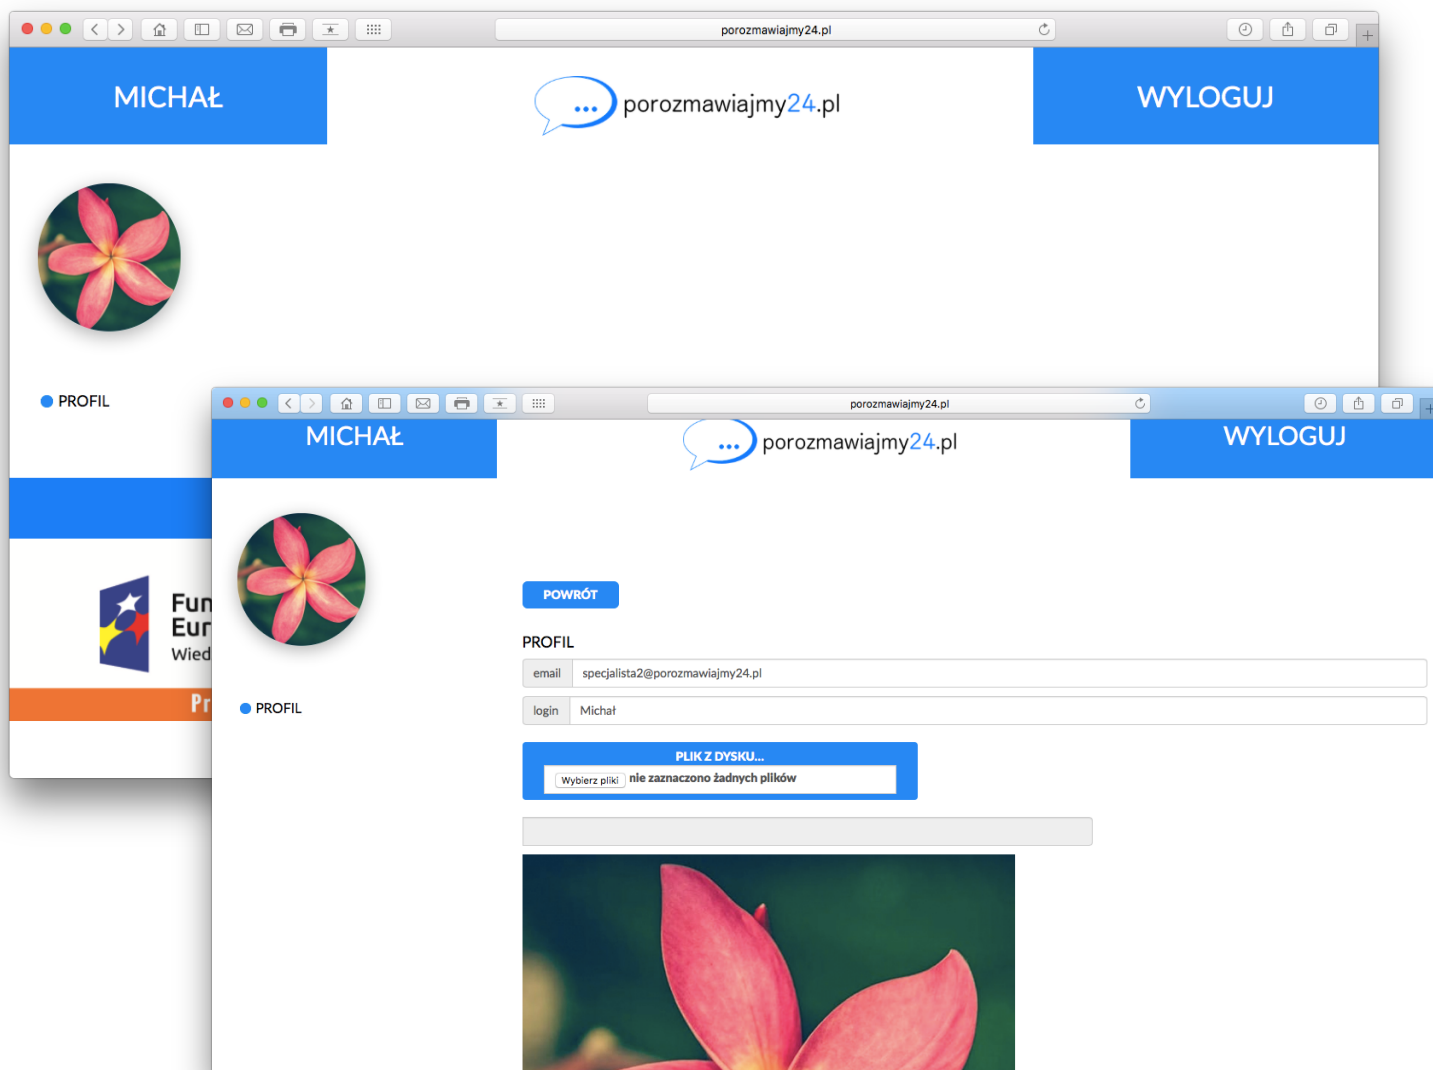 porozmawiajmy24.pl
MICHAŁ
porozmawiajmy24.pl
WYLOGUJ
PROFIL
Fun
Eur
Wied
Pr
porozmawiajmy24.pl
MICHAŁ
porozmawiajmy24.pl
WYLOGUJ
PROFIL
POWRÓT
PROFIL
email specjalista2@porozmawiajmy24.pl
login Michał
PLIK Z DYSKU...
Wybierz pliki nie zaznaczono żadnych plików